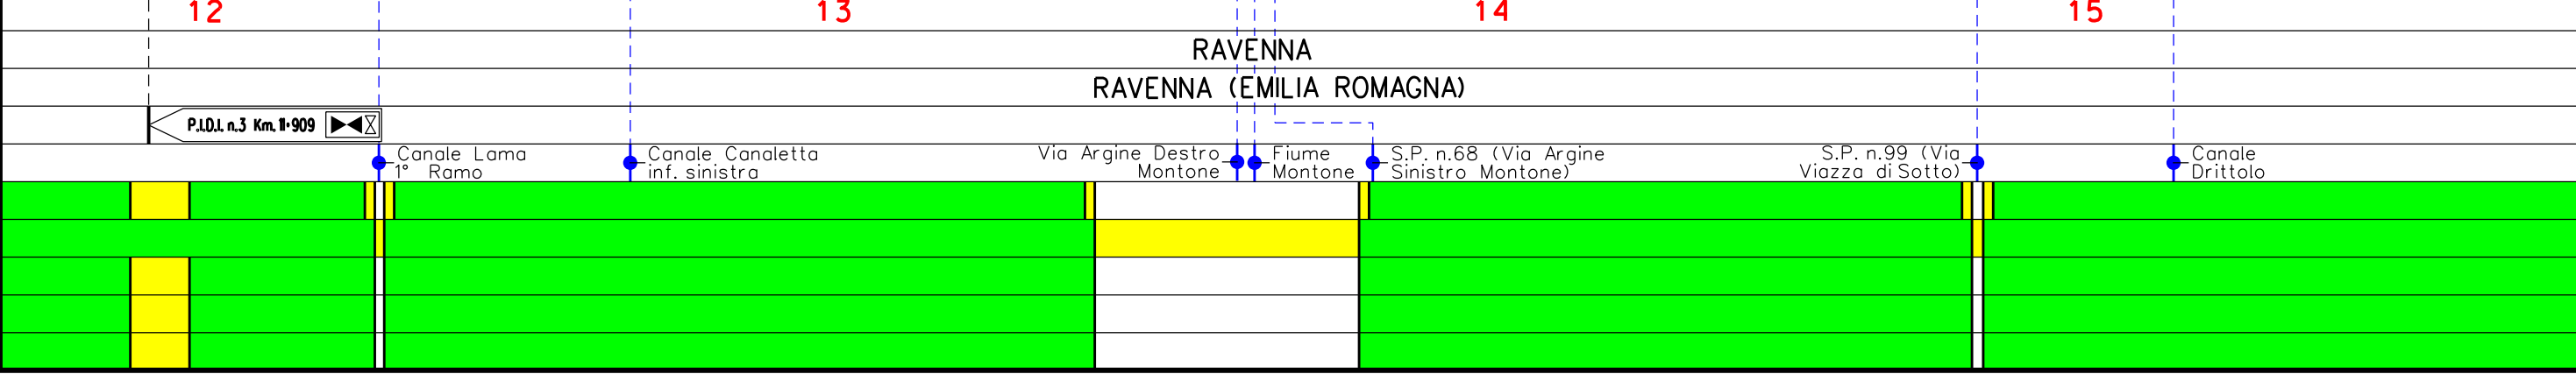 12 13 14 15
RAVENNA
RAVENNA (EMILIA ROMAGNA)
P.I.D.I. n.3 Km. 11+909
Canale Lama
1° Ramo
Canale Canaletta
inf. sinistra
Via Argine Destro
Montone
Fiume
Montone
S.P. n.68 (Via Argine
Sinistro Montone)
S.P. n.99 (Via
Viazza di Sotto)
Canale
Drittolo